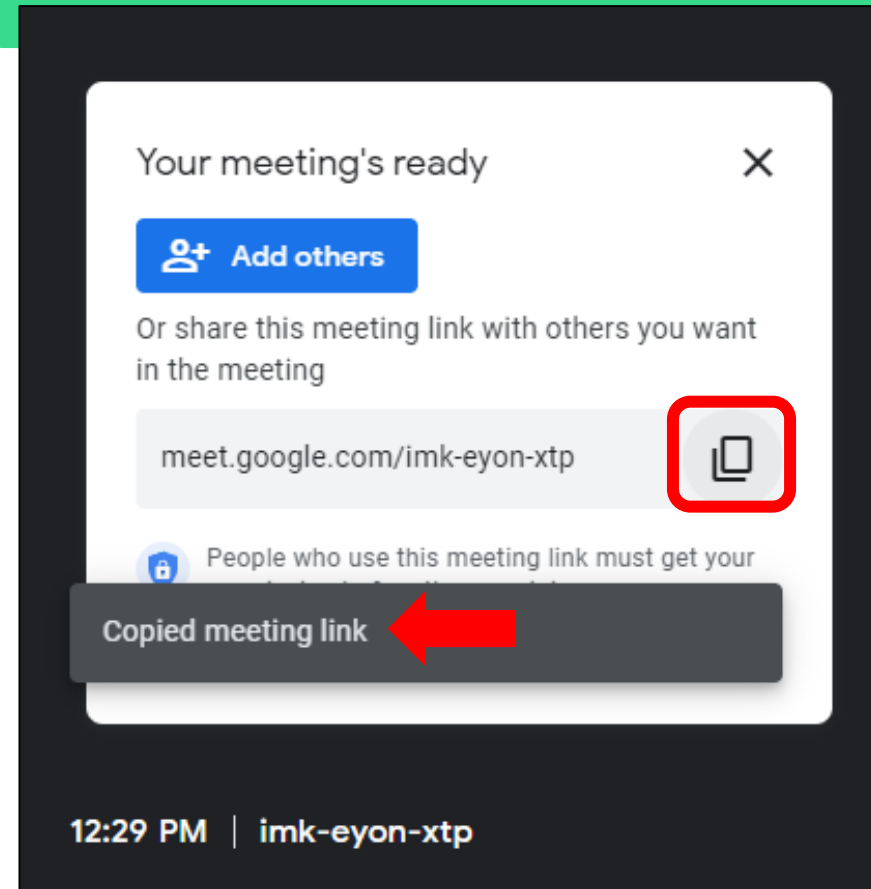 Your meeting's ready
Add others
Or share this meeting link with others you want
in the meeting
meet.google.com/imk-eyon-xtp
People who use this meeting link must get your
Copied meeting link
12:29 PM | imk-eyon-xtp